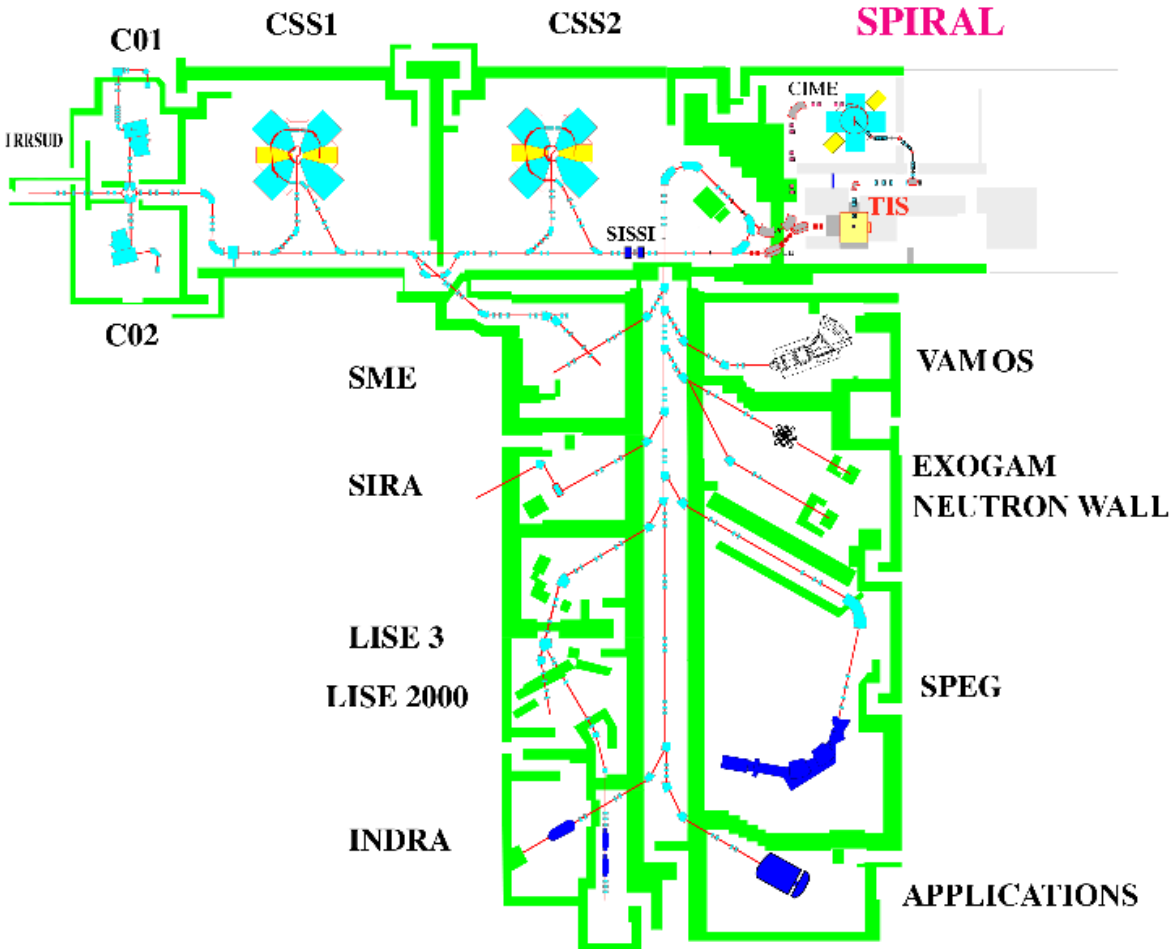 CSS1
CSS2
SPIRAL
C01
CIME
IRRSUD
TIS
SISSI
C02
SME
VAMOS
SIRA
EXOGAM
NEUTRON WALL
LISE 3
LISE 2000
SPEG
INDRA
APPLICATIONS